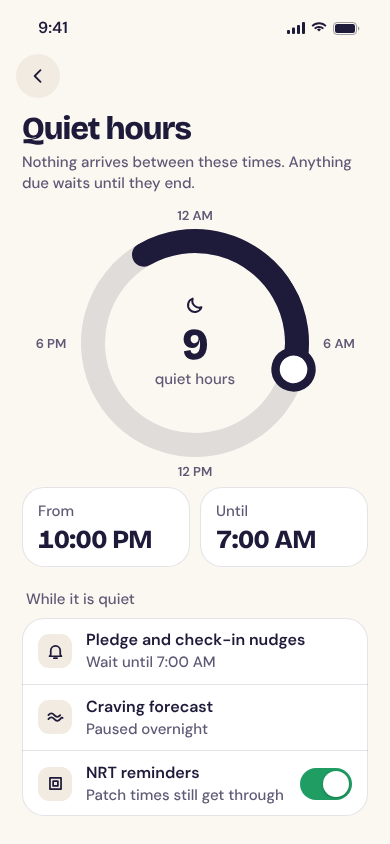 9:41
Quiet hours
Nothing arrives between these times. Anything
due waits until they end.
12 AM
6 PM
9
quiet hours
6 AM
12 PM
From
10:00 PM
Until
7:00 AM
While it is quiet
Pledge and check-in nudges
Wait until 7:00 AM
Craving forecast
Paused overnight
NRT reminders
Patch times still get through